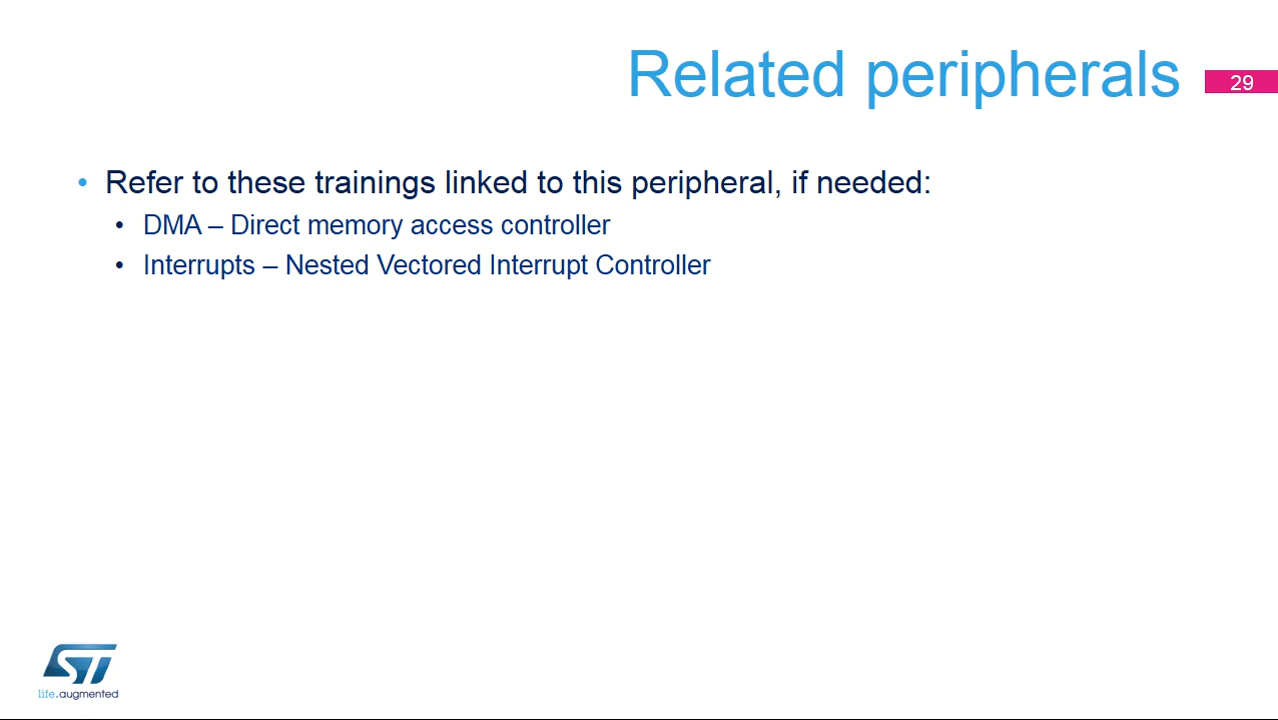 Related peripherals
29
• Refer to these trainings linked to this peripheral, if needed:
• DMA – Direct memory access controller
• Interrupts – Nested Vectored Interrupt Controller
ST
life.augmented